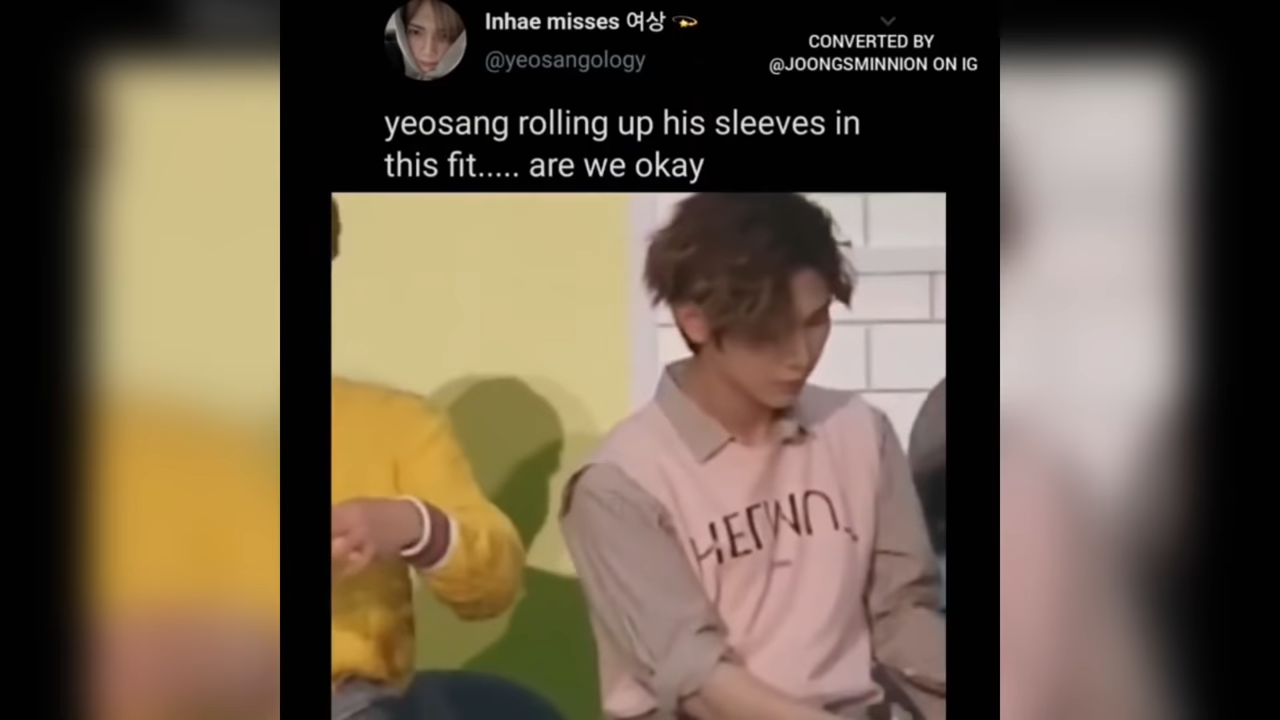 Inhae misses 여상 💫
@yeosangology
CONVERTED BY
@JOONGSMINNION ON IG
yeosang rolling up his sleeves in
this fit..... are we okay